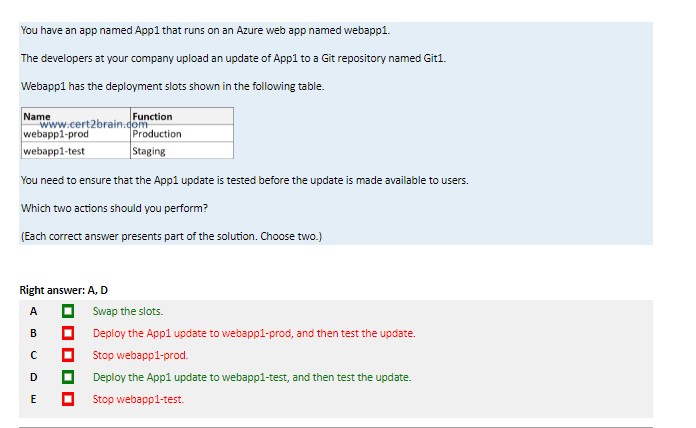 You have an app named App1 that runs on an Azure web app named webapp1.
The developers at your company upload an update of App1 to a Git repository named Git1.
Webapp1 has the deployment slots shown in the following table.
Name Function
www.cert2brain.com
webapp1-prod Production
webapp1-test Staging
You need to ensure that the App1 update is tested before the update is made available to users.
Which two actions should you perform?
(Each correct answer presents part of the solution. Choose two.)
Right answer: A, D
A Swap the slots.
B Deploy the App1 update to webapp1-prod, and then test the update.
C Stop webapp1-prod.
D Deploy the App1 update to webapp1-test, and then test the update.
E Stop webapp1-test.